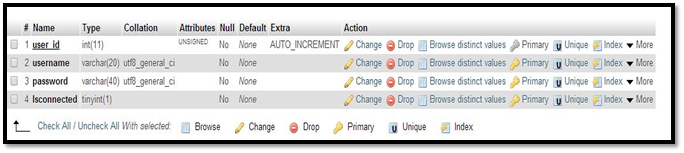 # Name Type Collation Attributes Null Default Extra Action
1 user_id int(11) UNSIGNED No None AUTO_INCREMENT Change Drop Browse distinct values Primary Unique Index More
2 username varchar(20) utf8_general_ci No None Change Drop Browse distinct values Primary Unique Index More
3 password varchar(40) utf8_general_ci No None Change Drop Browse distinct values Primary Unique Index More
4 Isconnected tinyint(1) No None Change Drop Browse distinct values Primary Unique Index More
Check All / Uncheck All With selected: Browse Change Drop Primary Unique Index